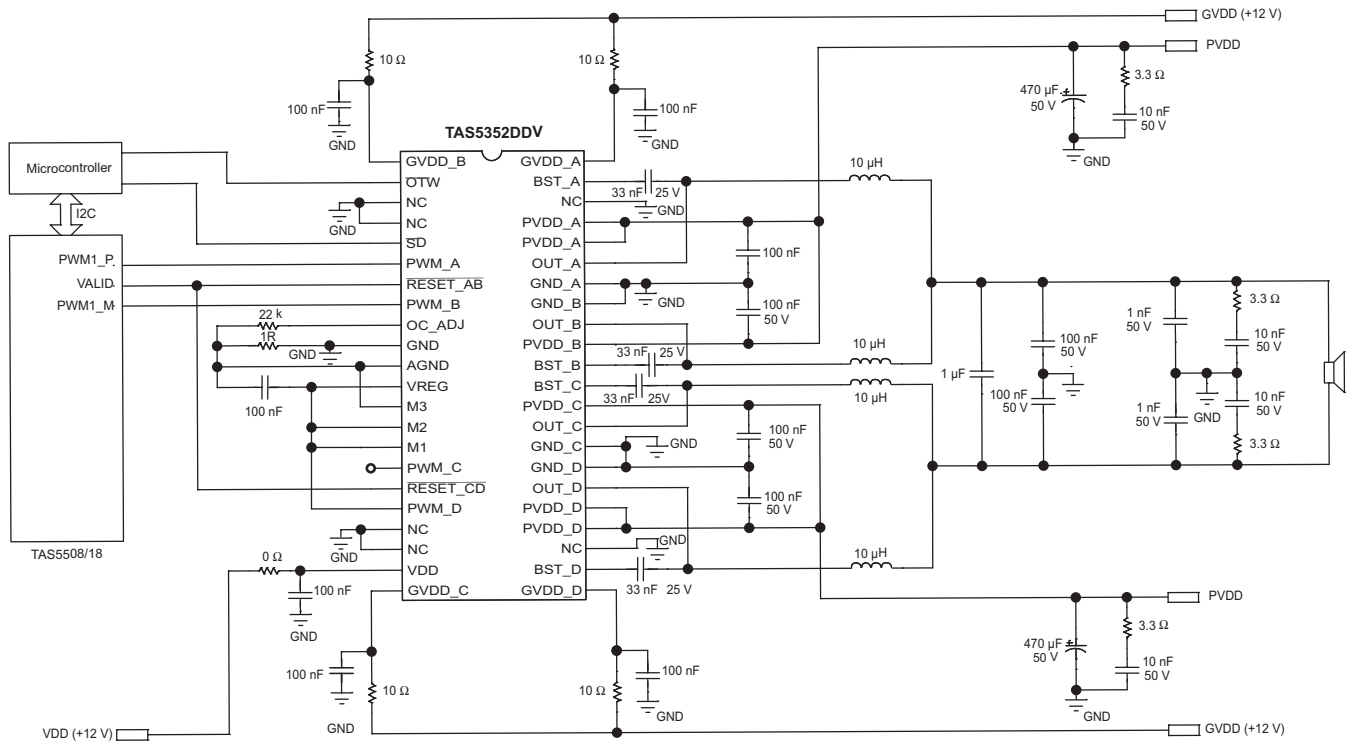 GVDD (+12 V)
PVDD
10 Ω
10 Ω
3.3 Ω
470 µF
50 V
+
10 nF
50 V
100 nF
GND
100 nF
GND
GND
TAS5352DDV
Microcontroller
I2C
PWM1_P
VALID
PWM1_M
TAS5508/18
GVDD_B
OTW
NC
NC
SD
PWM_A
RESET_AB
PWM_B
OC_ADJ
GND
AGND
VREG
M3
M2
M1
PWM_C
RESET_CD
PWM_D
NC
NC
VDD
GVDD_C
GVDD_A
BST_A
NC
PVDD_A
PVDD_A
OUT_A
GND_A
GND_B
OUT_B
PVDD_B
BST_B
BST_C
PVDD_C
OUT_C
GND_C
GND_D
OUT_D
PVDD_D
PVDD_D
NC
BST_D
GVDD_D
GND
22 k
1R
GND
100 nF
GND
0 Ω
100 nF
GND
33 nF 25 V
GND
100 nF
GND
100 nF
50 V
33 nF 25 V
33 nF 25V
100 nF
50 V
GND
100 nF
50 V
GND
33 nF 25 V
10 µH
10 µH
10 µH
10 µH
1 µF
100 nF
50 V
100 nF
50 V
1 nF
50 V
1 nF
50 V
GND
3.3 Ω
10 nF
50 V
10 nF
50 V
3.3 Ω
PVDD
470 µF
50 V
+
3.3 Ω
10 nF
50 V
GND
100 nF
10 Ω
GND
10 Ω
100 nF
GND
VDD (+12 V)
GVDD (+12 V)